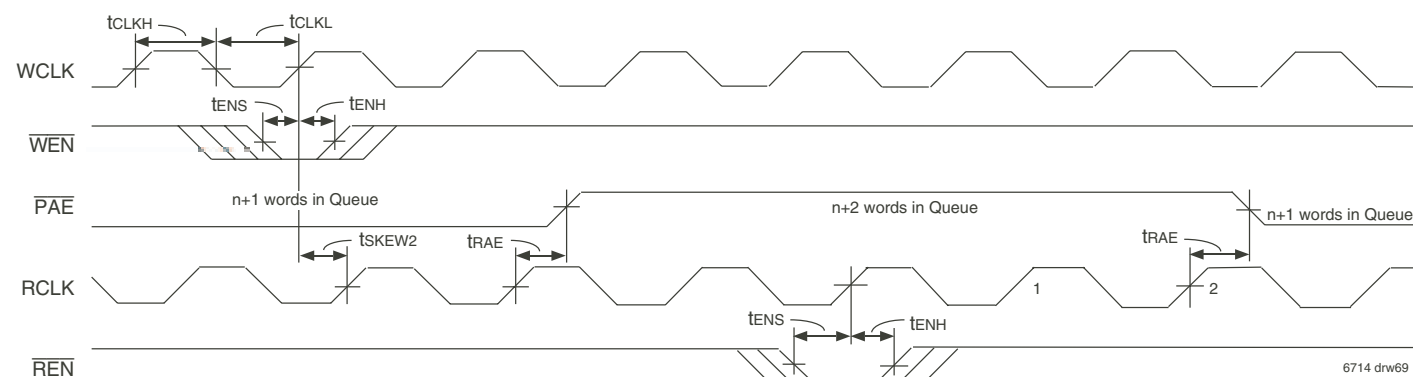 tCLKH
tCLKL
WCLK
tENS
tENH
WEN
PAE
n+1 words in Queue
n+2 words in Queue
n+1 words in Queue
tSKEW2
tRAE
tRAE
RCLK
1
2
tENS
tENH
REN
6714 drw69